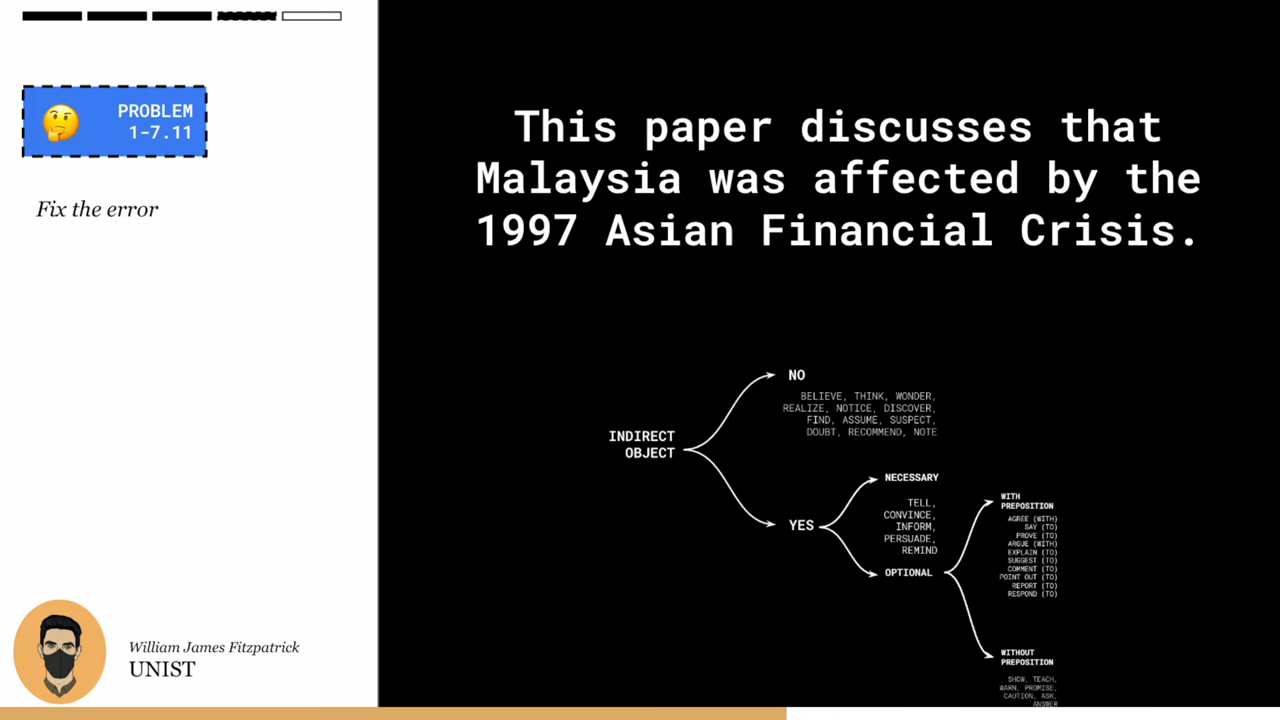 PROBLEM
1-7.11
Fix the error
This paper discusses that
Malaysia was affected by the
1997 Asian Financial Crisis.
INDIRECT
OBJECT
NO
BELIEVE, THINK, WONDER,
REALIZE, NOTICE, DISCOVER,
FIND, ASSUME, SUSPECT,
DOUBT, RECOMMEND, NOTE
YES
NECESSARY
TELL,
CONVINCE,
INFORM,
PERSUADE,
REMIND
OPTIONAL
WITH
PREPOSITION
AGREE (WITH)
SAY (TO)
PROVE (TO)
ARGUE (WITH)
EXPLAIN (TO)
SUGGEST (TO)
COMMENT (TO)
POINT OUT (TO)
REPORT (TO)
RESPOND (TO)
WITHOUT
PREPOSITION
SHOW, TEACH,
WARN, PROMISE,
CAUTION, ASK,
ANSWER
William James Fitzpatrick
UNIST